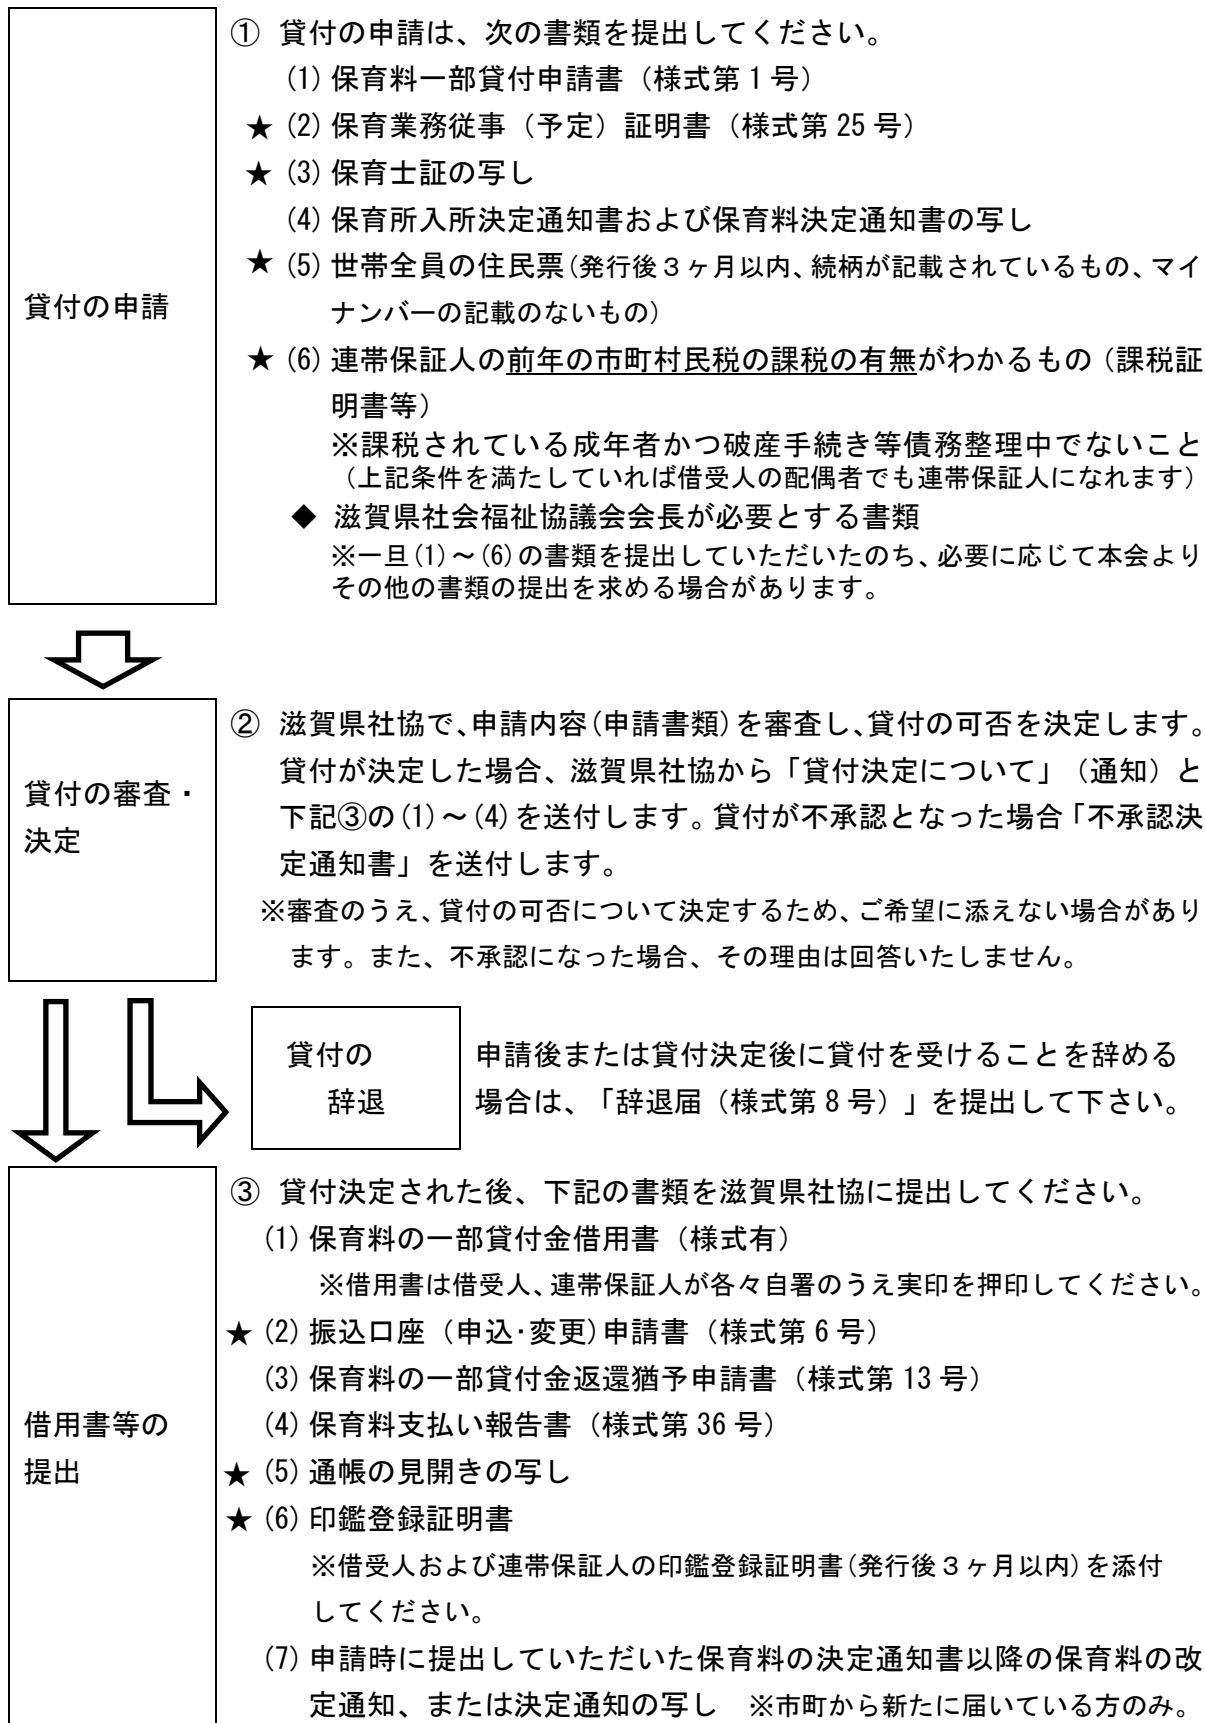 貸付の申請
① 貸付の申請は、次の書類を提出してください。
(1)保育料一部貸付申請書（様式第1号）
★ (2)保育業務従事（予定）証明書（様式第25号）
★ (3)保育士証の写し
(4)保育所入所決定通知書および保育料決定通知書の写し
★ (5)世帯全員の住民票(発行後３ヶ月以内、続柄が記載されているもの、マイ
ナンバーの記載のないもの)
★ (6)連帯保証人の前年の市町村民税の課税の有無がわかるもの（課税証
明書等）
※課税されている成年者かつ破産手続き等債務整理中でないこと
（上記条件を満たしていれば借受人の配偶者でも連帯保証人になれます）
◆ 滋賀県社会福祉協議会会長が必要とする書類
※一旦(1)～(6)の書類を提出していただいたのち、必要に応じて本会より
その他の書類の提出を求める場合があります。
貸付の審査・
決定
② 滋賀県社協で、申請内容(申請書類)を審査し、貸付の可否を決定します。
貸付が決定した場合、滋賀県社協から「貸付決定について」（通知）と
下記③の(1)～(4)を送付します。貸付が不承認となった場合「不承認決
定通知書」を送付します。
※審査のうえ、貸付の可否について決定するため、ご希望に添えない場合があり
ます。また、不承認になった場合、その理由は回答いたしません。
貸付の
辞退
申請後または貸付決定後に貸付を受けることを辞める
場合は、「辞退届（様式第8号）」を提出して下さい。
借用書等の
提出
③ 貸付決定された後、下記の書類を滋賀県社協に提出してください。
(1)保育料の一部貸付金借用書（様式有）
※借用書は借受人、連帯保証人が各々自署のうえ実印を押印してください。
★ (2)振込口座（申込･変更)申請書（様式第6号）
(3)保育料の一部貸付金返還猶予申請書（様式第13号）
(4)保育料支払い報告書（様式第36号）
★ (5)通帳の見開きの写し
★ (6)印鑑登録証明書
※借受人および連帯保証人の印鑑登録証明書(発行後３ヶ月以内)を添付
してください。
(7)申請時に提出していただいた保育料の決定通知書以降の保育料の改
定通知、または決定通知の写し ※市町から新たに届いている方のみ。